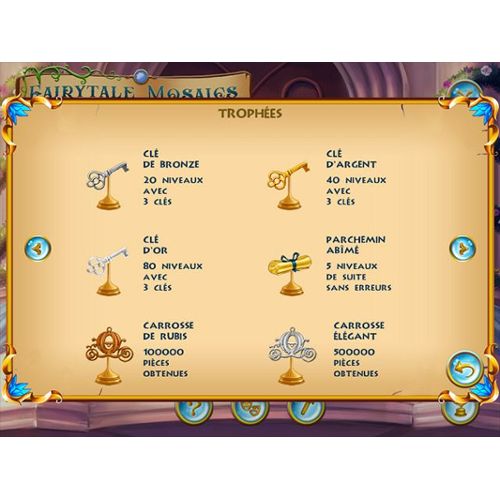 Fairytale Mosaics
TROPHÉES
CLÉ
DE BRONZE
20 NIVEAUX
AVEC
3 CLÉS
CLÉ
D'ARGENT
40 NIVEAUX
AVEC
3 CLÉS
CLÉ
D'OR
80 NIVEAUX
AVEC
3 CLÉS
PARCHEMIN
ABÎMÉ
5 NIVEAUX
DE SUITE
SANS ERREURS
CARROSSE
DE RUBIS
100000
PIÈCES
OBTENUES
CARROSSE
ÉLÉGANT
500000
PIÈCES
OBTENUES
?